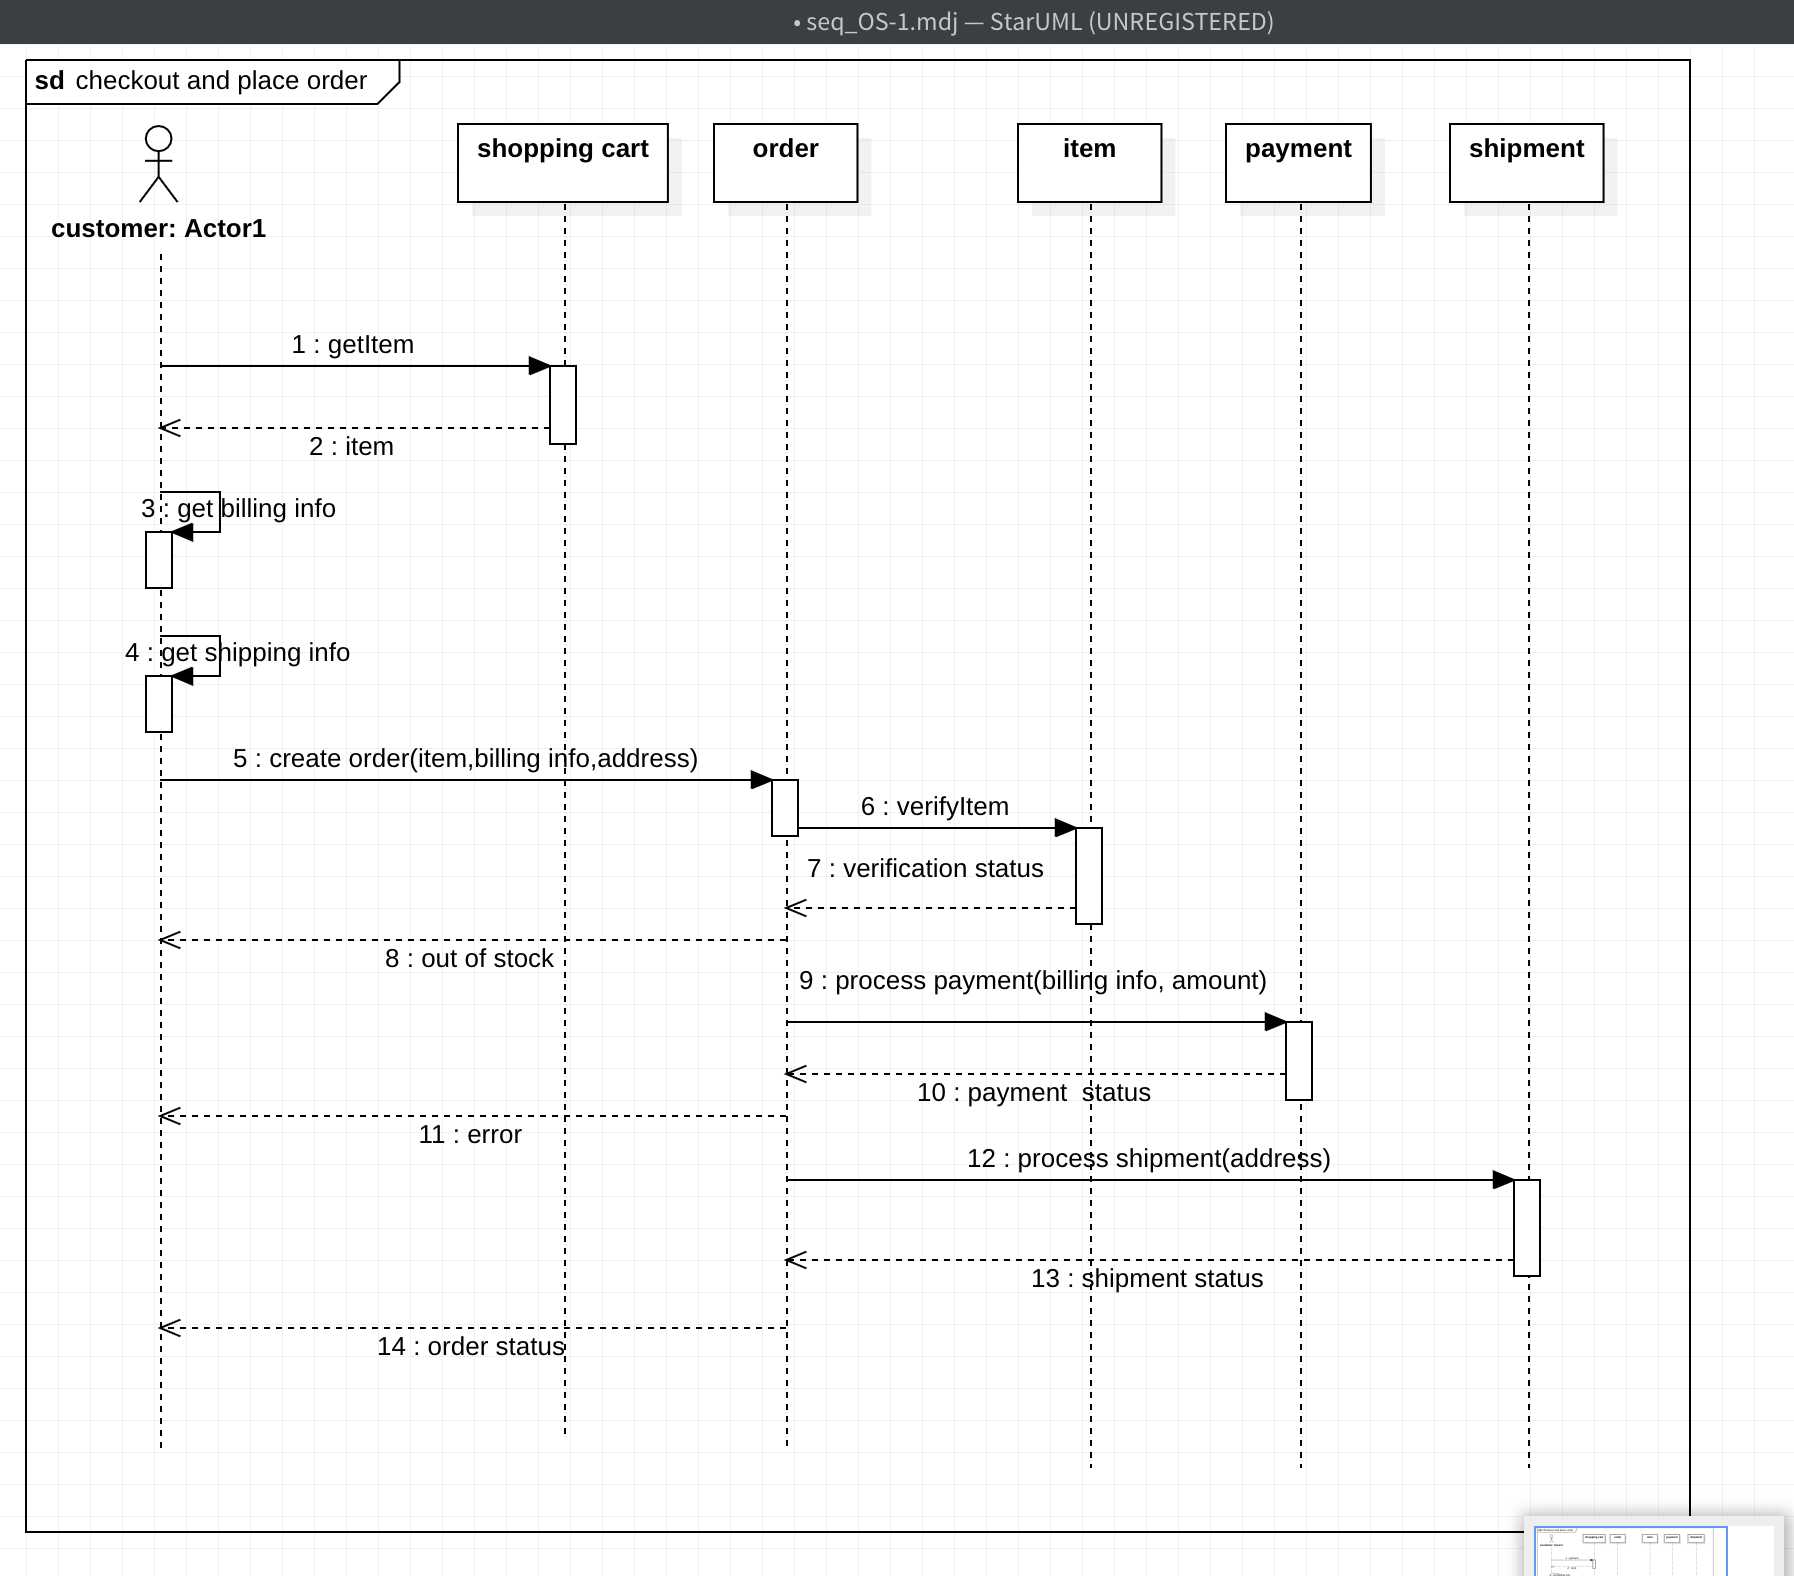 • seq_OS-1.mdj — StarUML (UNREGISTERED)
sd checkout and place order
shopping cart
order
item
payment
shipment
customer: Actor1
1 : getItem
2 : item
3 : get billing info
4 : get shipping info
5 : create order(item,billing info,address)
6 : verifyItem
7 : verification status
8 : out of stock
9 : process payment(billing info, amount)
10 : payment  status
11 : error
12 : process shipment(address)
13 : shipment status
14 : order status